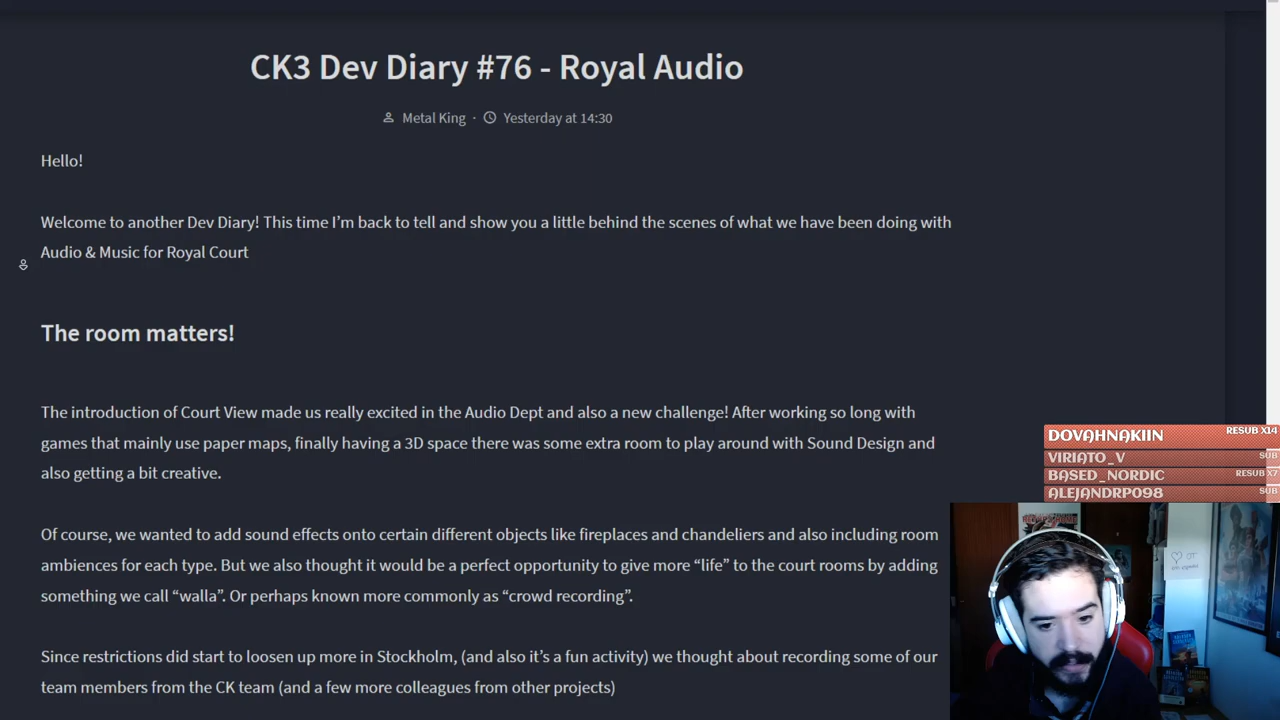 CK3 Dev Diary #76 - Royal Audio
Metal King · Yesterday at 14:30
Hello!
Welcome to another Dev Diary! This time I’m back to tell and show you a little behind the scenes of what we have been doing with
Audio & Music for Royal Court
The room matters!
The introduction of Court View made us really excited in the Audio Dept and also a new challenge! After working so long with
games that mainly use paper maps, finally having a 3D space there was some extra room to play around with Sound Design and
also getting a bit creative.
Of course, we wanted to add sound effects onto certain different objects like fireplaces and chandeliers and also including room
ambiences for each type. But we also thought it would be a perfect opportunity to give more “life” to the court rooms by adding
something we call “walla”. Or perhaps known more commonly as “crowd recording”.
Since restrictions did start to loosen up more in Stockholm, (and also it’s a fun activity) we thought about recording some of our
team members from the CK team (and a few more colleagues from other projects)
DOVAHNAKIIN RESUB X14
VIRIATO_V SUB
BASED_NORDIC RESUB X7
ALEJANDRP098 SUB